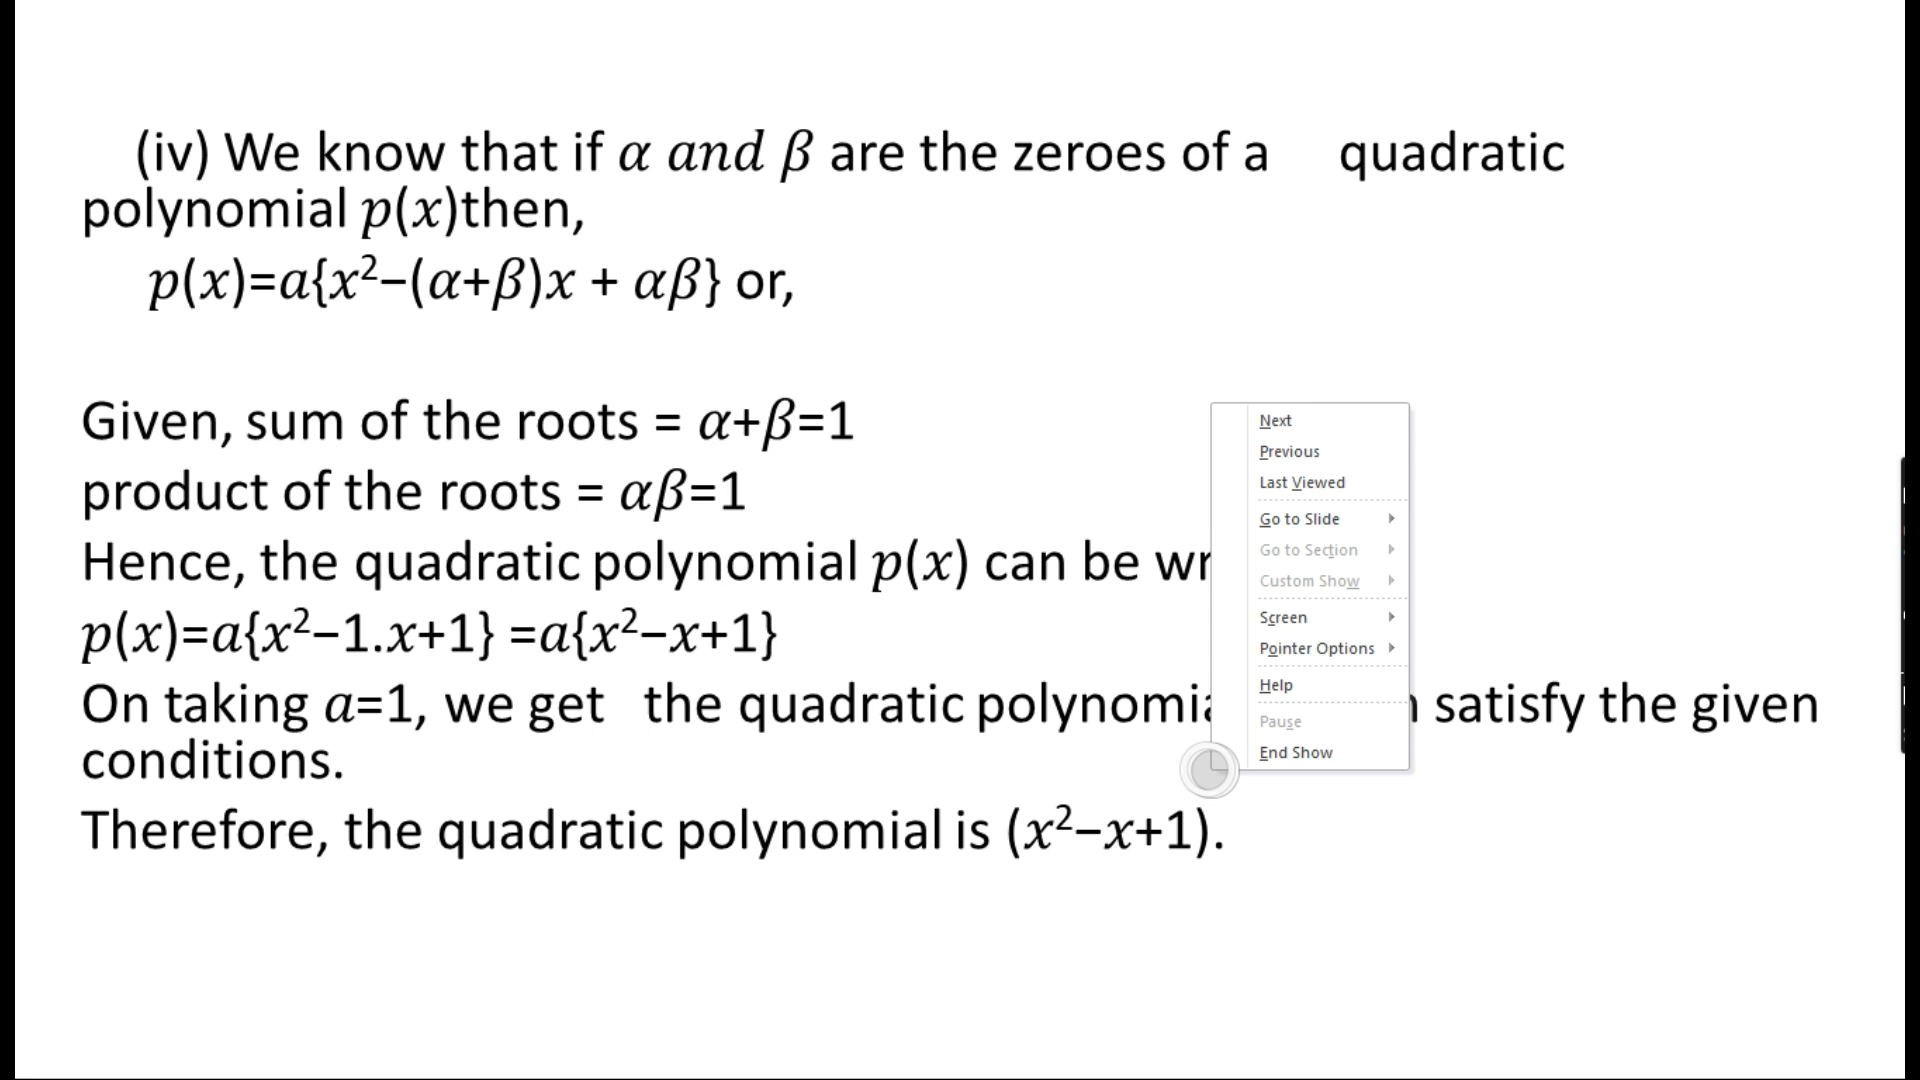 (iv) We know that if α and β are the zeroes of a quadratic
polynomial p(x)then,
p(x)=a{x²−(α+β)x + αβ} or,
Given, sum of the roots = α+β=1
product of the roots = αβ=1
Hence, the quadratic polynomial p(x) can be
p(x)=a{x²−1.x+1} =a{x²−x+1}
On taking a=1, we get the quadratic satisfy the given
conditions.
Therefore, the quadratic polynomial is (x²−x+1).
Next
Previous
Last Viewed
Go to Slide
Go to Section
Custom Show
Screen
Pointer Options
Help
Pause
End Show